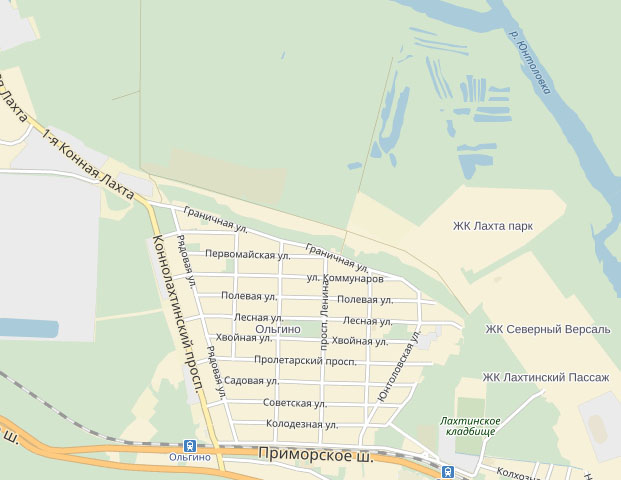 р. Юнтоловка
ая Лахта
1-я Конная Лахта
ЖК Лахта парк
Граничная ул.
Граничная ул.
Рядовая ул.
Первомайская ул.
Коннолахтинский просп.
ул. Коммунаров
просп. Ленина
Полевая ул.
Полевая ул.
Лесная ул.
Лесная ул.
Ольгино
ЖК Северный Версаль
Хвойная ул.
Хвойная ул.
Рядовая ул.
Юнтоловская ул.
Пролетарский просп.
Садовая ул.
ЖК Лахтинский Пассаж
Советская ул.
Колодезная ул.
Лахтинское
кладбище
е ш.
Ольгино
Приморское ш.
Колхозна